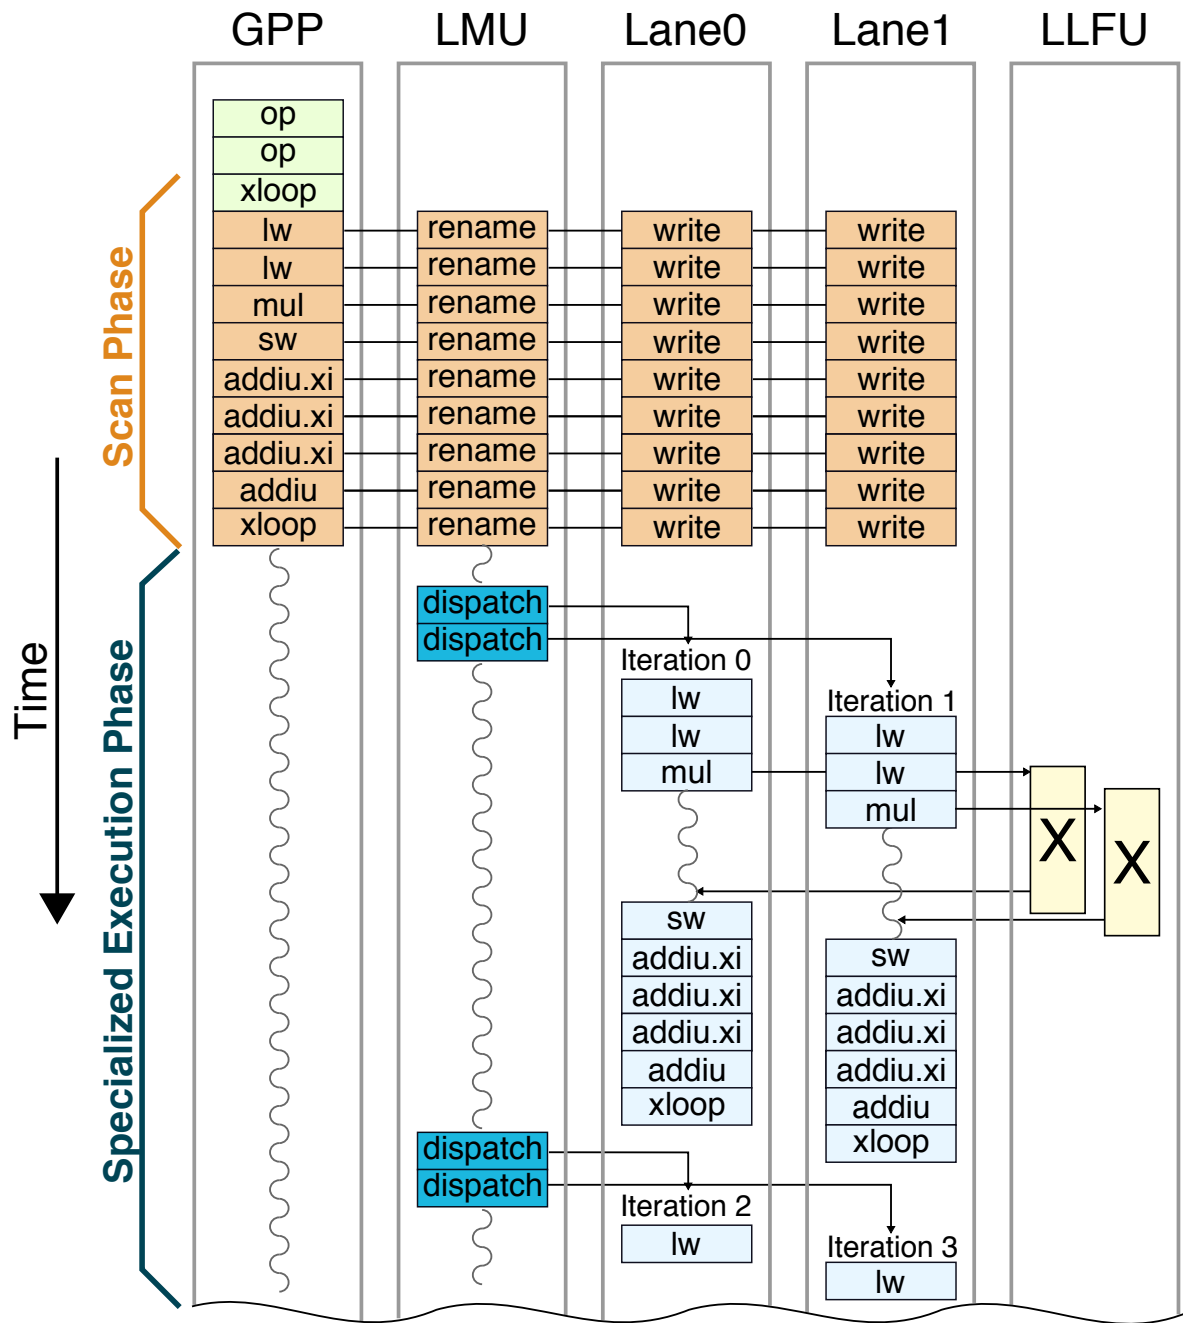 GPP LMU Lane0 Lane1 LLFU
op
op
xloop
lw rename write write
lw rename write write
mul rename write write
sw rename write write
addiu.xi rename write write
addiu.xi rename write write
addiu.xi rename write write
addiu rename write write
xloop rename write write
Scan Phase
Time
Specialized Execution Phase
dispatch
dispatch
Iteration 0
lw
Iteration 1
lw lw
mul lw
mul
X
X
sw
addiu.xi sw
addiu.xi addiu.xi
addiu.xi addiu.xi
addiu addiu.xi
xloop addiu
dispatch xloop
dispatch
Iteration 2
lw Iteration 3
lw